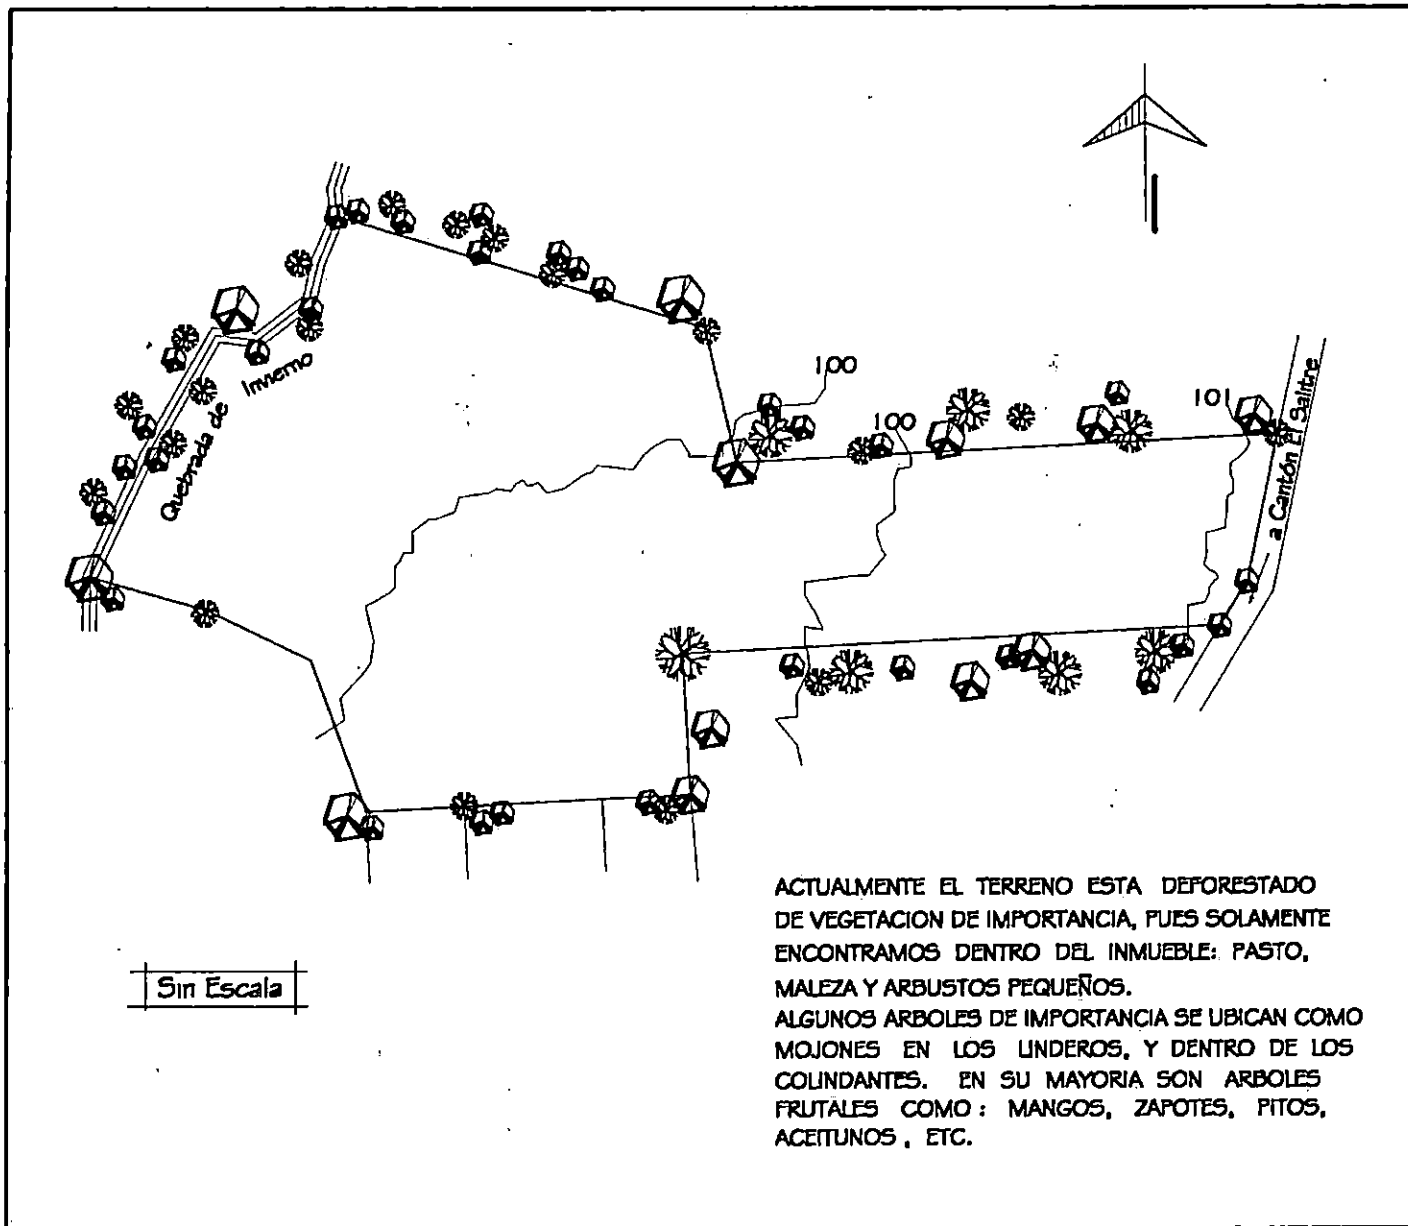 100
100
101
Quebrada de Invierno
a Cantón El Salitre
ACTUALMENTE EL TERRENO ESTA DEFORESTADO
DE VEGETACION DE IMPORTANCIA, PUES SOLAMENTE
ENCONTRAMOS DENTRO DEL INMUEBLE: PASTO,
MALEZA Y ARBUSTOS PEQUEÑOS.
ALGUNOS ARBOLES DE IMPORTANCIA SE UBICAN COMO
MOJONES EN LOS LINDEROS, Y DENTRO DE LOS
COLINDANTES. EN SU MAYORIA SON ARBOLES
FRUTALES COMO: MANGOS, ZAPOTES, PITOS,
ACEITUNOS, ETC.
Sin Escala